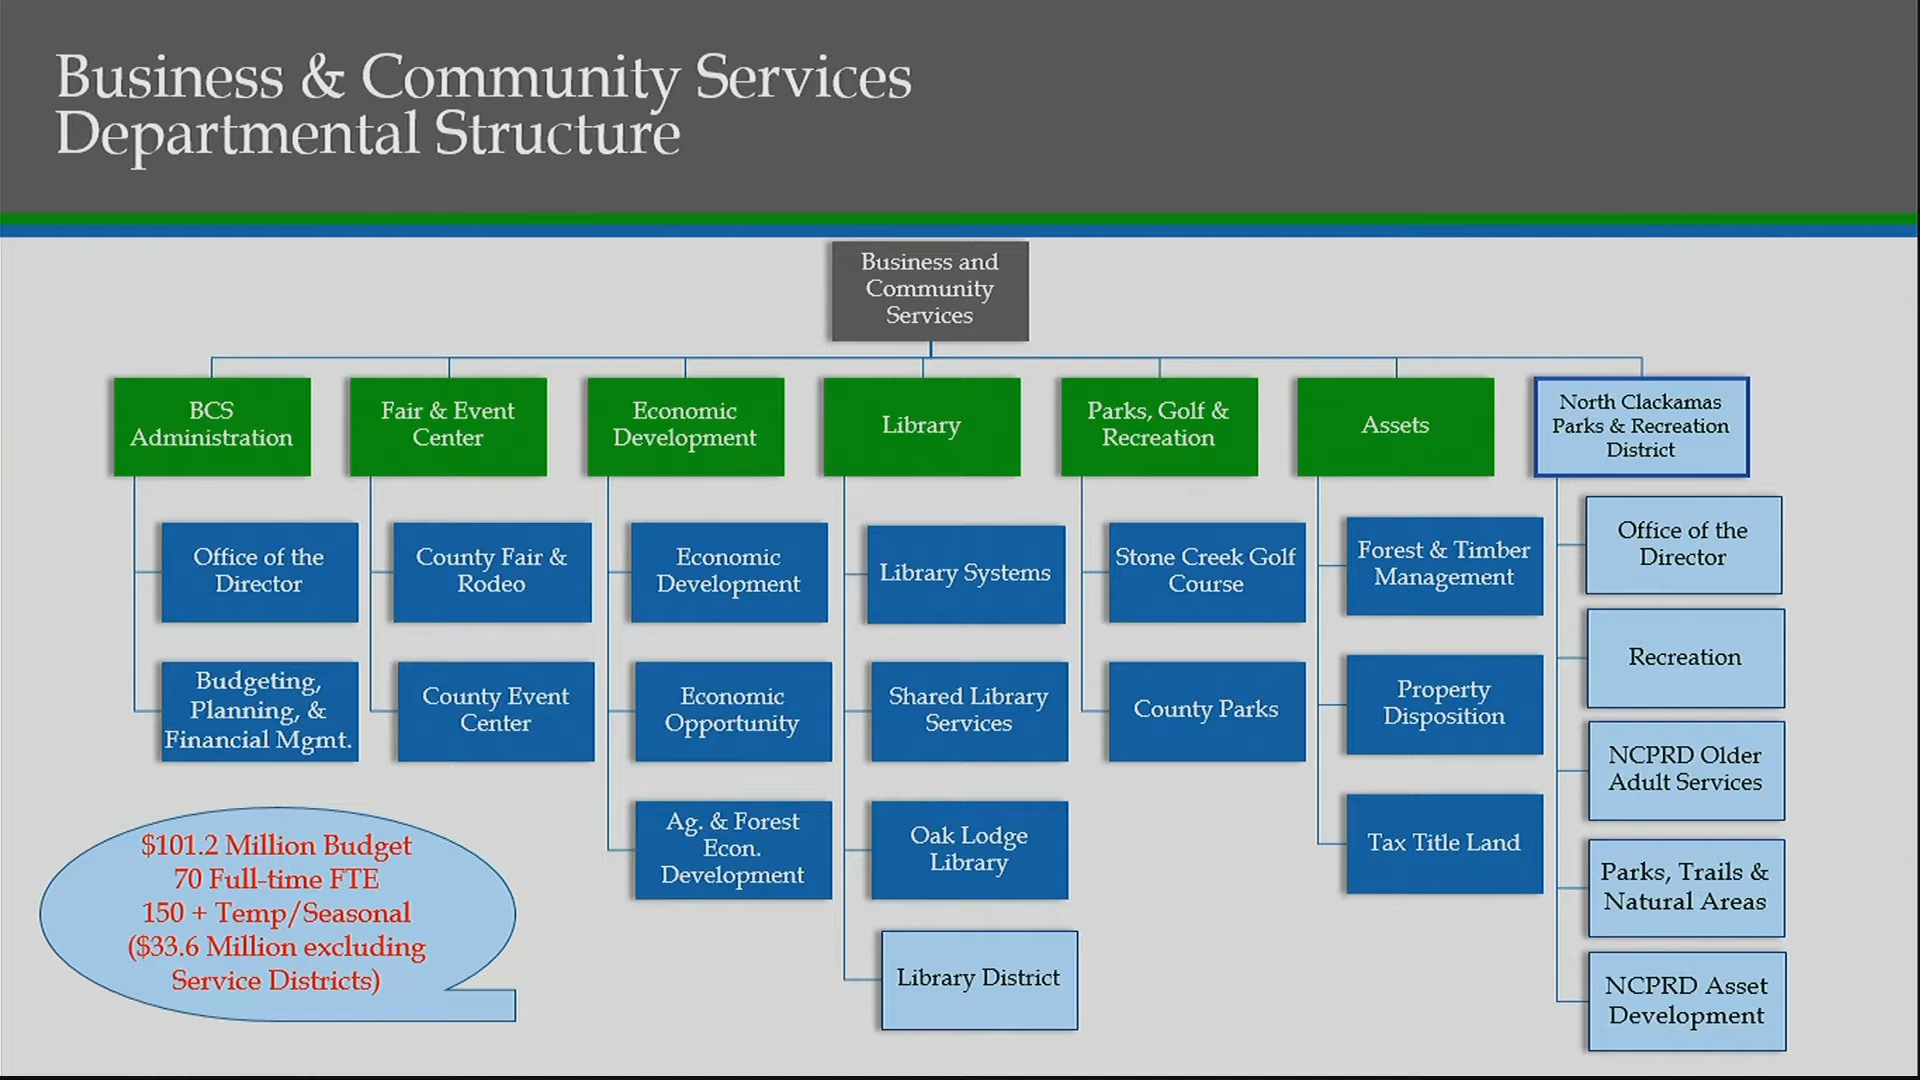 Business & Community Services
Departmental Structure
Business and
Community
Services
BCS
Administration
Fair & Event
Center
Economic
Development
Library
Parks, Golf &
Recreation
Assets
North Clackamas
Parks & Recreation
District
Office of the
Director
Budgeting,
Planning, &
Financial Mgmt.
County Fair &
Rodeo
County Event
Center
Economic
Development
Economic
Opportunity
Ag. & Forest
Econ.
Development
Library Systems
Shared Library
Services
Oak Lodge
Library
Library District
Stone Creek Golf
Course
County Parks
Forest & Timber
Management
Property
Disposition
Tax Title Land
Office of the
Director
Recreation
NCPRD Older
Adult Services
Parks, Trails &
Natural Areas
NCPRD Asset
Development
$101.2 Million Budget
70 Full-time FTE
150 + Temp/Seasonal
($33.6 Million excluding
Service Districts)